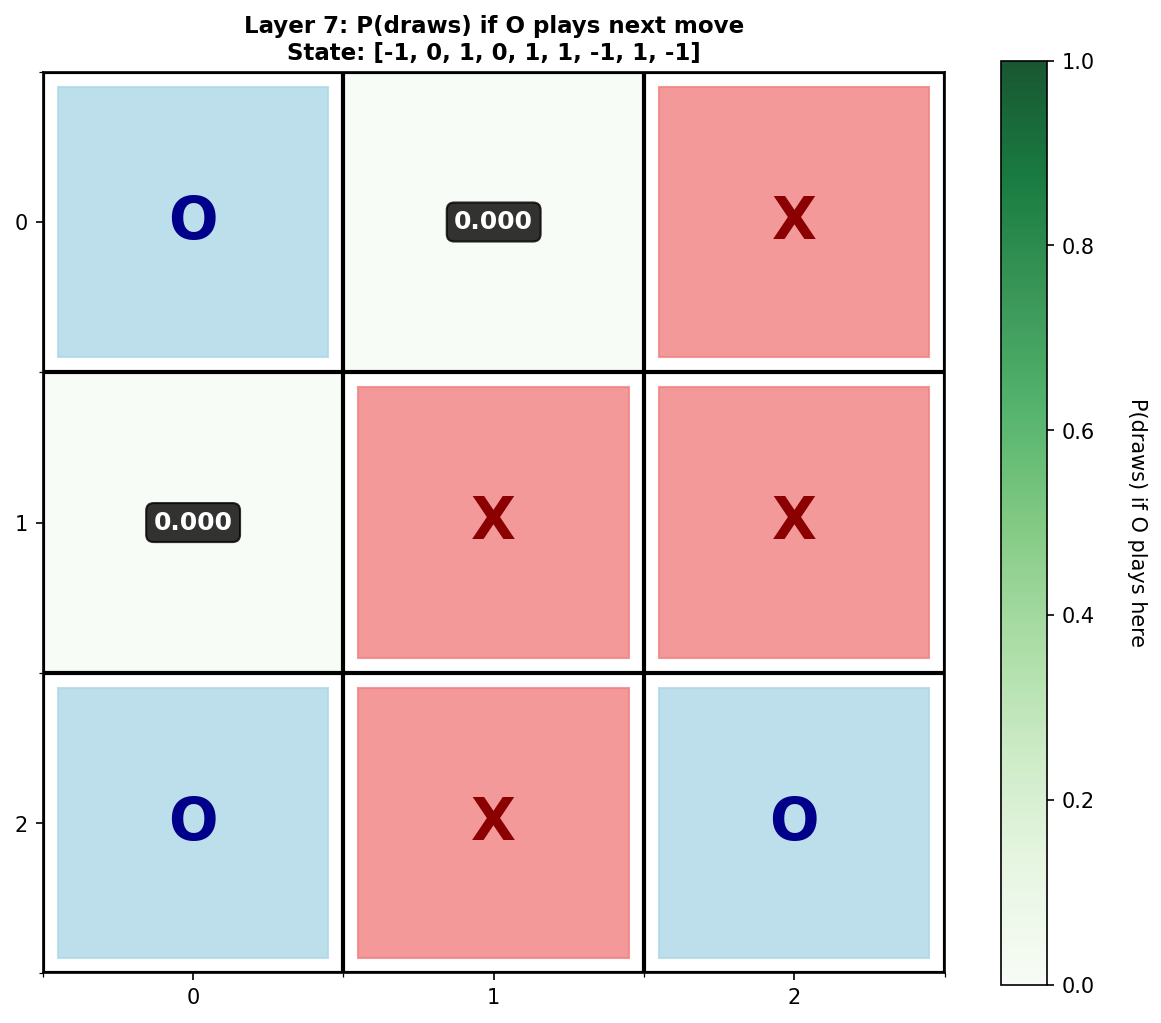 Layer 7: P(draws) if O plays next move
State: [-1, 0, 1, 0, 1, 1, -1, 1, -1]
O
0.000
X
0.000
X
X
O
X
O
0
1
2
0
1
2
1.0
0.8
0.6
0.4
0.2
0.0
P(draws) if O plays here